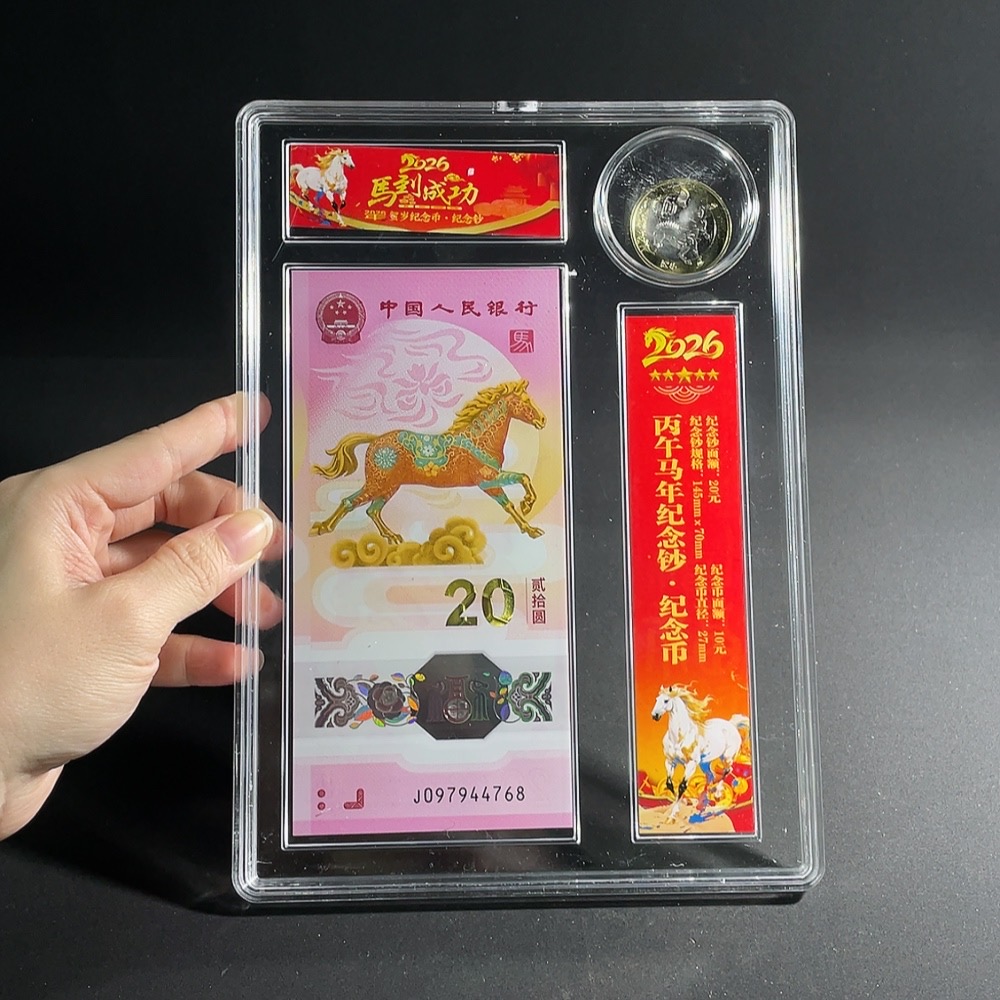 2026
馬到成功
贺岁纪念币·纪念钞
中国人民银行
馬
20
贰拾圆
J097944768
2026
纪念钞面额：20元
纪念钞规格：145mm x 70mm
纪念币面额：10元
纪念币直径：27mm
丙午马年纪念钞·纪念币